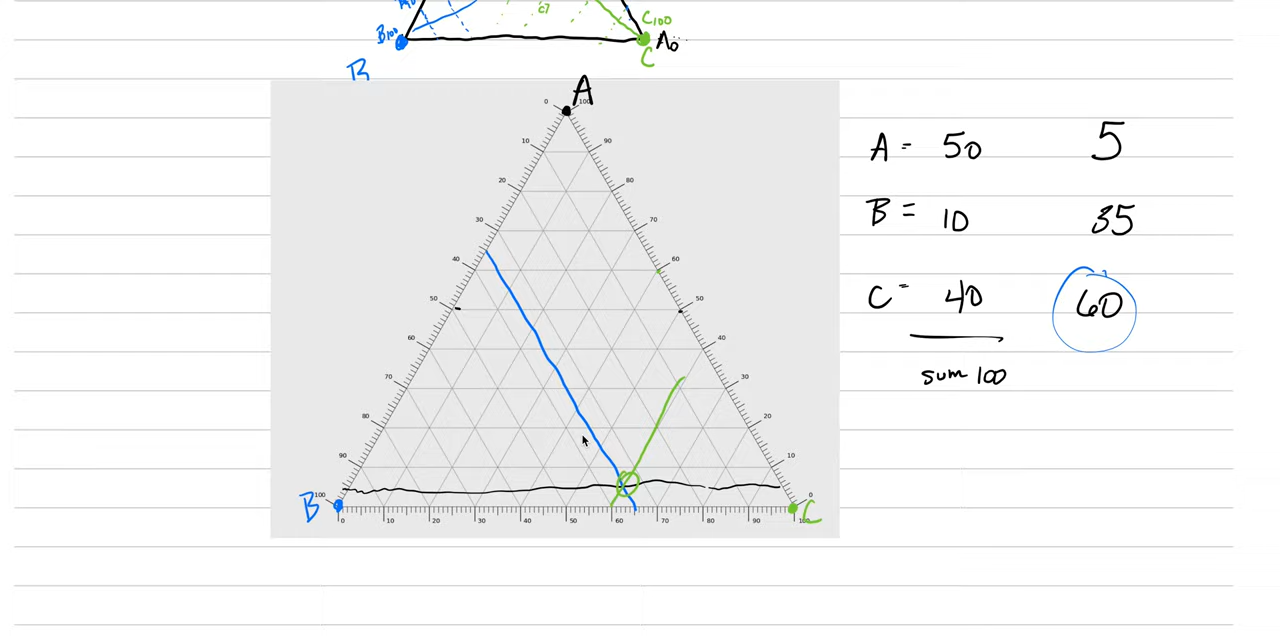 B100
C7
C100
A0
C
B
A
0 100
10 90
20 80
30 70
40 60
50 50
60 40
70 30
80 20
90 10
100 0
B
C
0 10 20 30 40 50 60 70 80 90
A = 50 5
B = 10 35
C = 40 60
sum 100